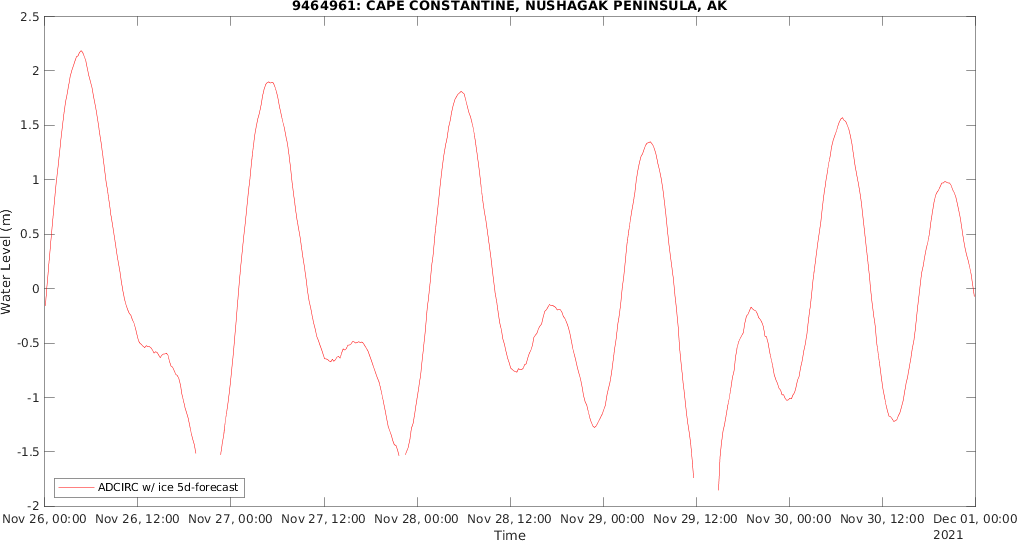 9464961: CAPE CONSTANTINE, NUSHAGAK PENINSULA, AK
2.5
2
1.5
1
0.5
0
-0.5
-1
-1.5
-2
Water Level (m)
ADCIRC w/ ice 5d-forecast
Nov 26, 00:00 Nov 26, 12:00 Nov 27, 00:00 Nov 27, 12:00 Nov 28, 00:00 Nov 28, 12:00 Nov 29, 00:00 Nov 29, 12:00 Nov 30, 00:00 Nov 30, 12:00 Dec 01, 00:00
2021
Time